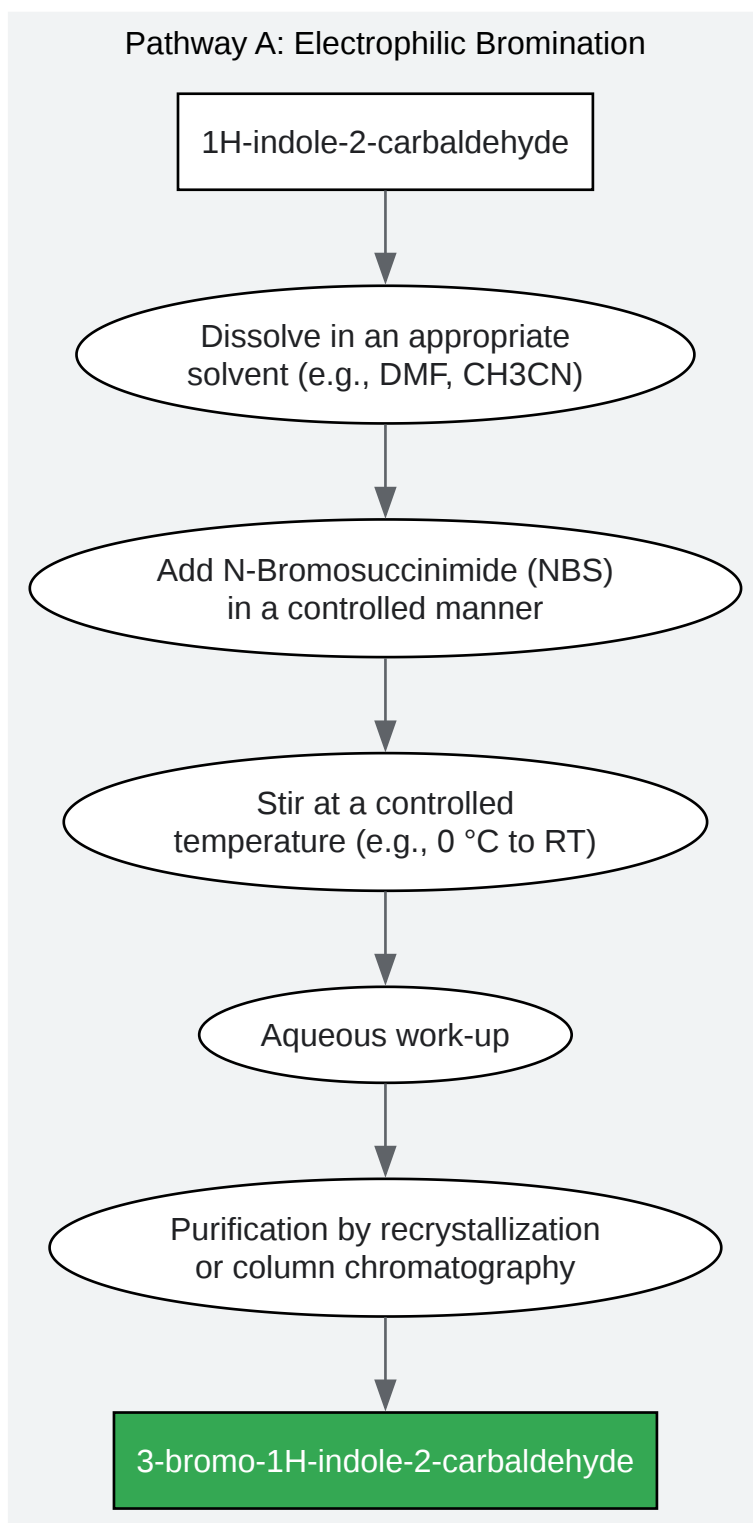 Pathway A: Electrophilic Bromination
1H-indole-2-carbaldehyde
Dissolve in an appropriate
solvent (e.g., DMF, CH3CN)
Add N-Bromosuccinimide (NBS)
in a controlled manner
Stir at a controlled
temperature (e.g., 0 °C to RT)
Aqueous work-up
Purification by recrystallization
or column chromatography
3-bromo-1H-indole-2-carbaldehyde